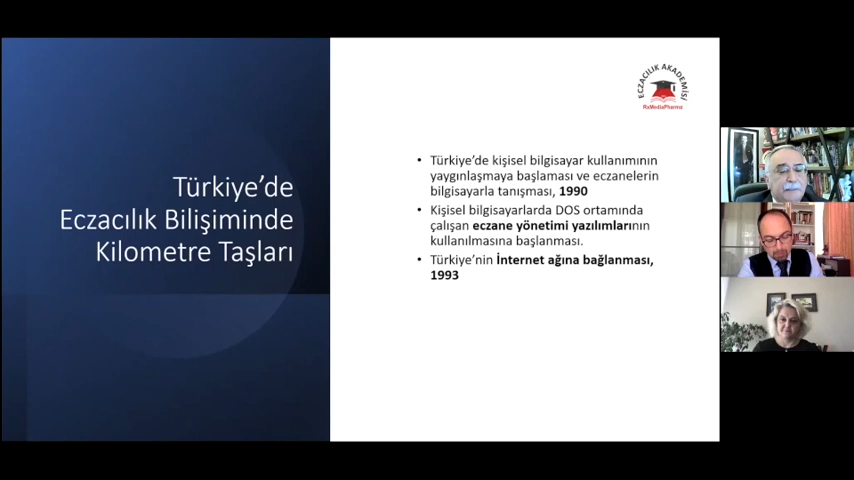 ECZACILIK AKADEMİSİ
RxMediaPharma
Türkiye’de
Eczacılık Bilişiminde
Kilometre Taşları
• Türkiye’de kişisel bilgisayar kullanımının
yaygınlaşmaya başlaması ve eczanelerin
bilgisayarla tanışması, 1990
• Kişisel bilgisayarlarda DOS ortamında
çalışan eczane yönetimi yazılımlarının
kullanılmasına başlanması.
• Türkiye’nin İnternet ağına bağlanması,
1993